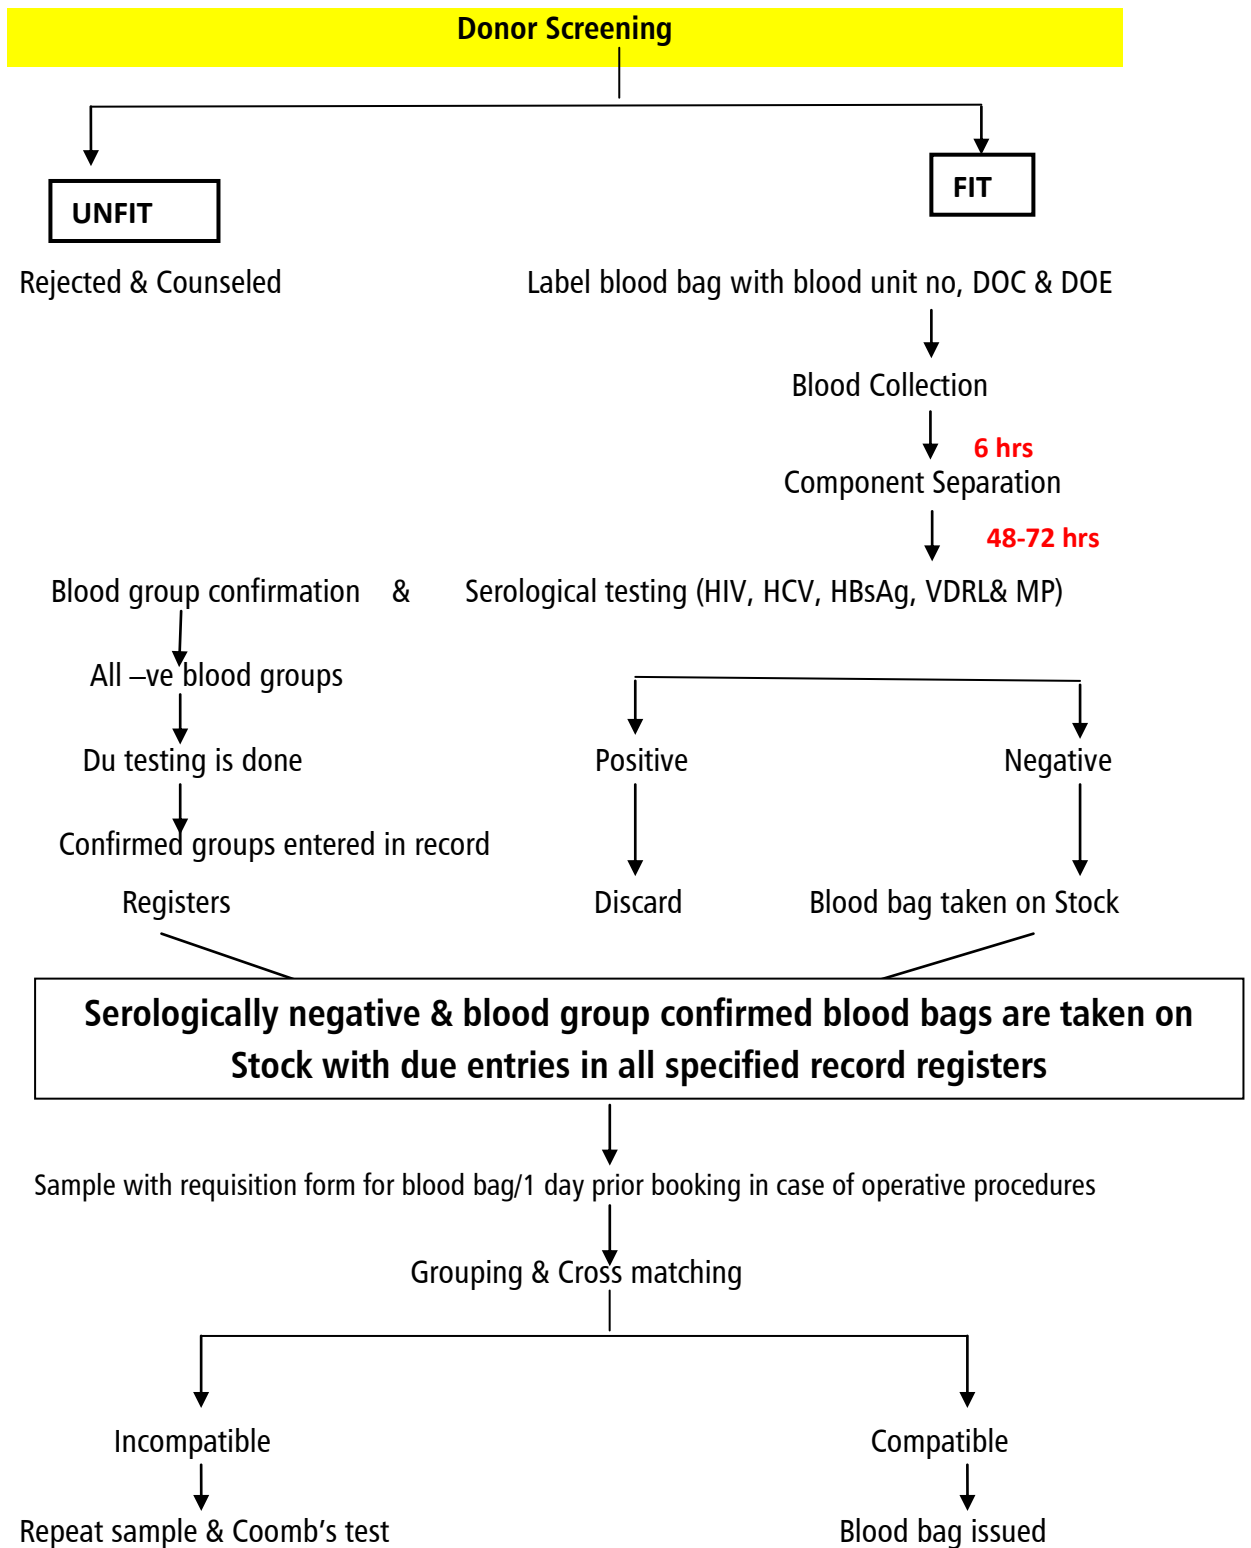 Donor Screening
UNFIT
FIT
Rejected & Counseled
Label blood bag with blood unit no, DOC & DOE
Blood Collection
6 hrs
Component Separation
48-72 hrs
Blood group confirmation & Serological testing (HIV, HCV, HBsAg, VDRL& MP)
All –ve blood groups
Du testing is done
Positive
Negative
Confirmed groups entered in record
Registers
Discard
Blood bag taken on Stock
Serologically negative & blood group confirmed blood bags are taken on
Stock with due entries in all specified record registers
Sample with requisition form for blood bag/1 day prior booking in case of operative procedures
Grouping & Cross matching
Incompatible
Compatible
Repeat sample & Coomb's test
Blood bag issued